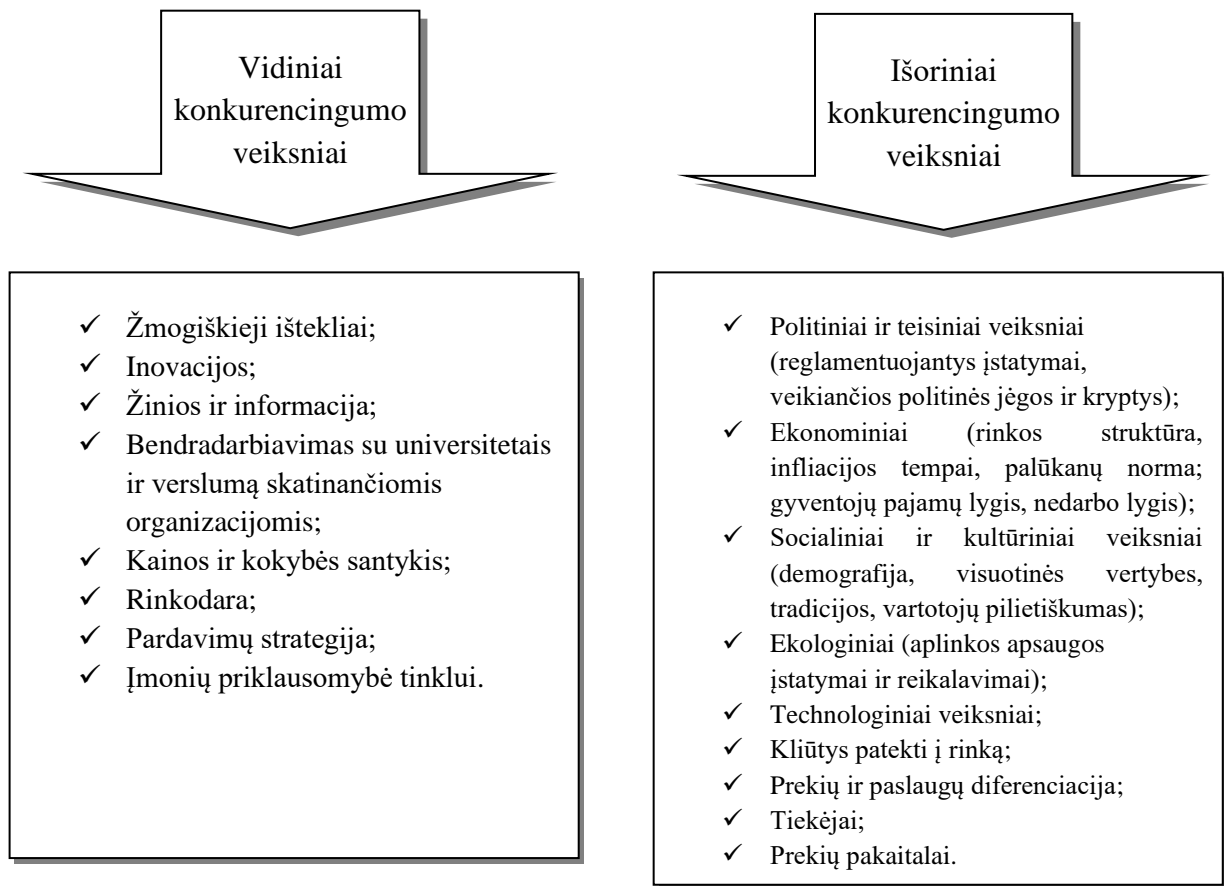 Vidiniai
konkurencingumo
veiksniai
Išoriniai
konkurencingumo
veiksniai
✓ Žmogiškieji ištekliai;
✓ Inovacijos;
✓ Žinios ir informacija;
✓ Bendradarbiavimas su universitetais
ir verslumą skatinančiomis
organizacijomis;
✓ Kainos ir kokybės santykis;
✓ Rinkodara;
✓ Pardavimų strategija;
✓ Įmonių priklausomybė tinklui.
✓ Politiniai ir teisiniai veiksniai
(reglamentuojantys įstatymai,
veikiančios politinės jėgos ir kryptys);
✓ Ekonominiai (rinkos struktūra,
infliacijos tempai, palūkanų norma;
gyventojų pajamų lygis, nedarbo lygis);
✓ Socialiniai ir kultūriniai veiksniai
(demografija, visuotinės vertybes,
tradicijos, vartotojų pilietiškumas);
✓ Ekologiniai (aplinkos apsaugos
įstatymai ir reikalavimai);
✓ Technologiniai veiksniai;
✓ Kliūtys patekti į rinką;
✓ Prekių ir paslaugų diferenciacija;
✓ Tiekėjai;
✓ Prekių pakaitalai.